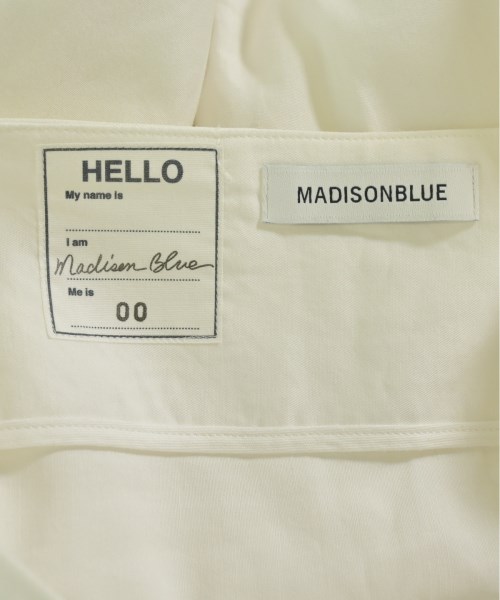 HELLO
My name is
I am
Madison Blue
Me is
00
MADISONBLUE